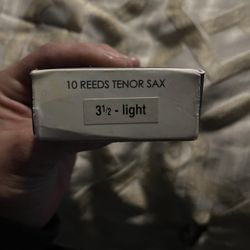 10 REEDS TENOR SAX
3½ - light